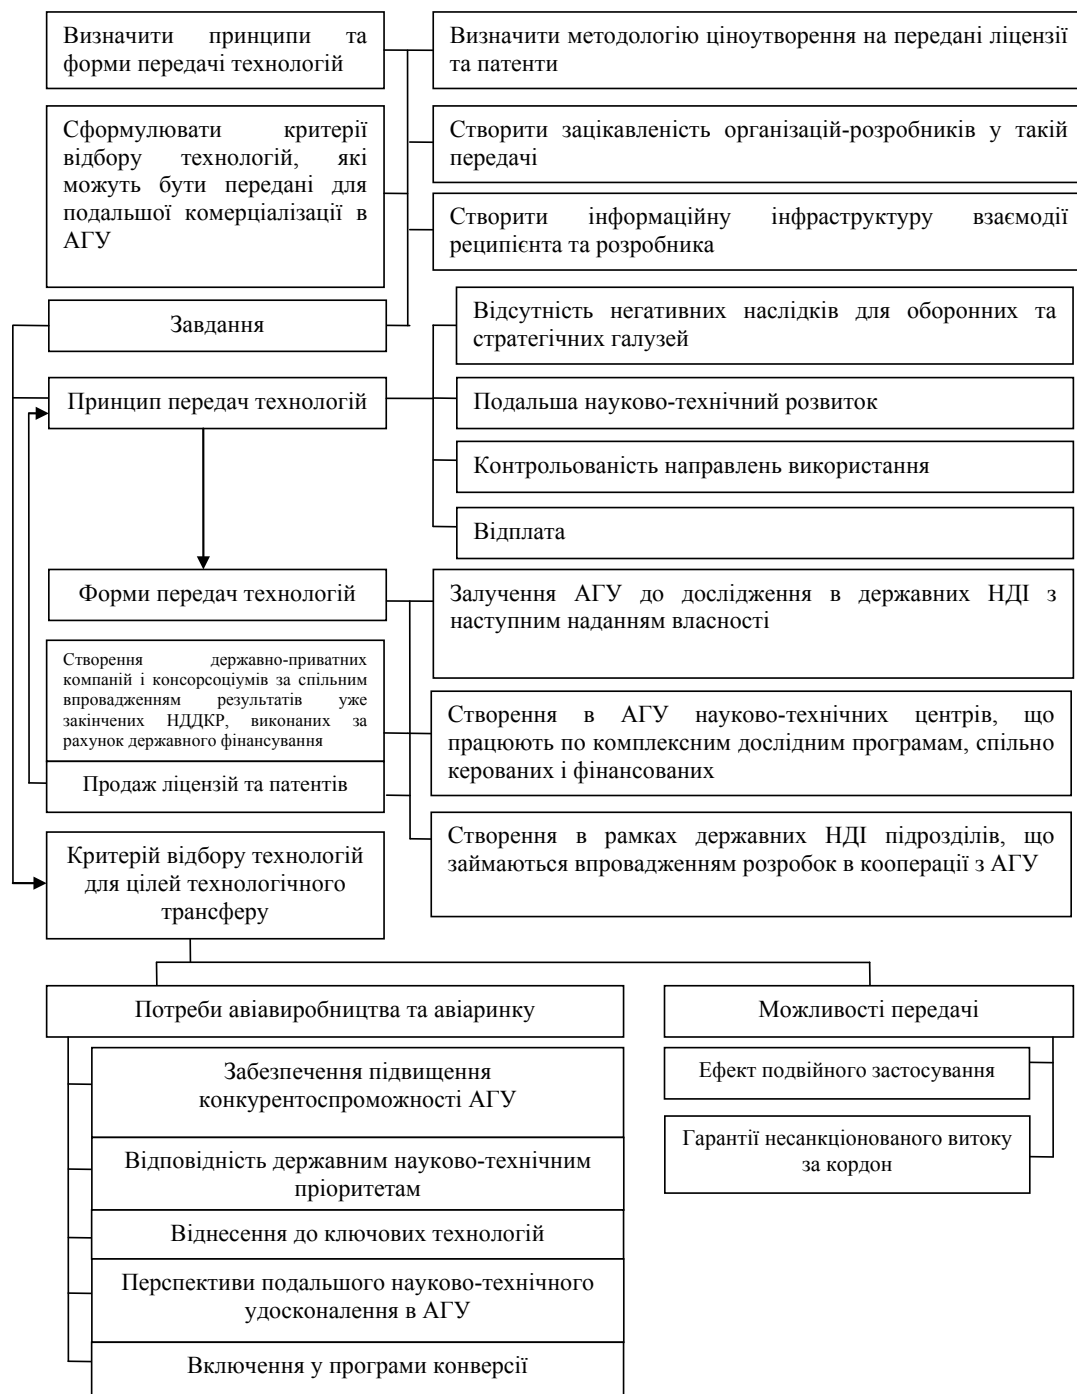 Визначити принципи та
форми передачі технологій
Визначити методологію ціноутворення на передані ліцензії
та патенти
Сформулювати критерії
відбору технологій, які
можуть бути передані для
подальшої комерціалізації в
АГУ
Створити зацікавленість організацій-розробників у такій
передачі
Створити інформаційну інфраструктуру взаємодії
реципієнта та розробника
Завдання
Відсутність негативних наслідків для оборонних та
стратегічних галузей
Принцип передач технологій
Подальша науково-технічний розвиток
Контрольованість направлень використання
Відплата
Форми передач технологій
Залучення АГУ до дослідження в державних НДІ з
наступним наданням власності
Створення державно-приватних
компаній і консорсоціумів за спільним
впровадженням результатів уже
закінчених НДДКР, виконаних за
рахунок державного фінансування
Створення в АГУ науково-технічних центрів, що
працюють по комплексним дослідним програмам, спільно
керованих і фінансованих
Продаж ліцензій та патентів
Створення в рамках державних НДІ підрозділів, що
займаються впровадженням розробок в кооперації з АГУ
Критерій відбору технологій
для цілей технологічного
трансферу
Потреби авіавиробництва та авіаринку
Можливості передачі
Забезпечення підвищення
конкурентоспроможності АГУ
Ефект подвійного застосування
Відповідність державним науково-технічним
пріоритетам
Гарантії несанкціонованого витоку
за кордон
Віднесення до ключових технологій
Перспективи подальшого науково-технічного
удосконалення в АГУ
Включення у програми конверсії